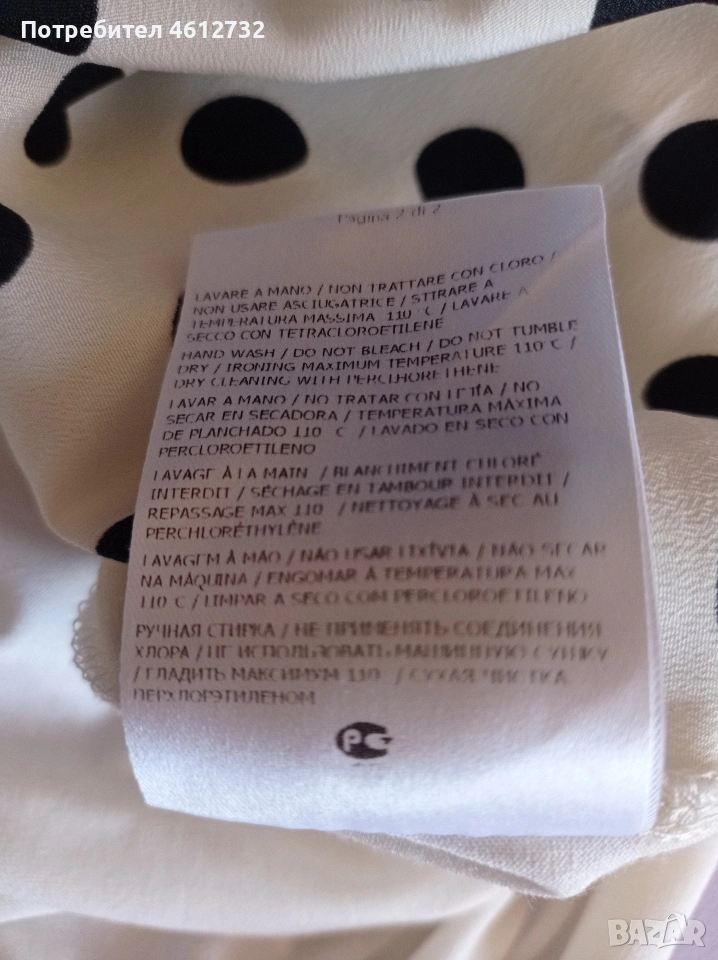 Потребител 4612732
Pagina 2 di 2
LAVARE A MANO / NON TRATTARE CON CLORO /
NON USARE ASCIUGATRICE / STIRARE A
TEMPERATURA MASSIMA 110 C / LAVARE A
SECCO CON TETRACLOROETILENE
HAND WASH / DO NOT BLEACH / DO NOT TUMBLE
DRY / IRONING MAXIMUM TEMPERATURE 110 C /
DRY CLEANING WITH PERCLHORETHENE
LAVAR A MANO / NO TRATAR CON LEJÍA / NO
SECAR EN SECADORA / TEMPERATURA MÁXIMA
DE PLANCHADO 110 C / LAVADO EN SECO CON
PERCLOROETILENO
LAVAGE À LA MAIN / BLANCHIMENT CHLORÉ
INTERDIT / SÉCHAGE EN TAMBOUR INTERDIT /
REPASSAGE MAX 110 / NETTOYAGE À SEC AU
PERCHLORÉTHYLÈNE
LAVAGEM À MÃO / NÃO USAR LIXÍVIA / NÃO SECAR
NA MÁQUINA / ENGOMAR À TEMPERATURA MAX
110 C / LIMPAR A SECO COM PERCLOROETILENO
РУЧНАЯ СТИРКА / НЕ ПРИМЕНЯТЬ СОЕДИНЕНИЯ
ХЛОРА / НЕ ИСПОЛЬЗОВАТЬ МАШИННУЮ СУШКУ
/ ГЛАДИТЬ МАКСИМУМ 110 / СУХАЯ ЧИСТКА
ПЕРХЛОРЭТИЛЕНОМ
PC
BAZAR